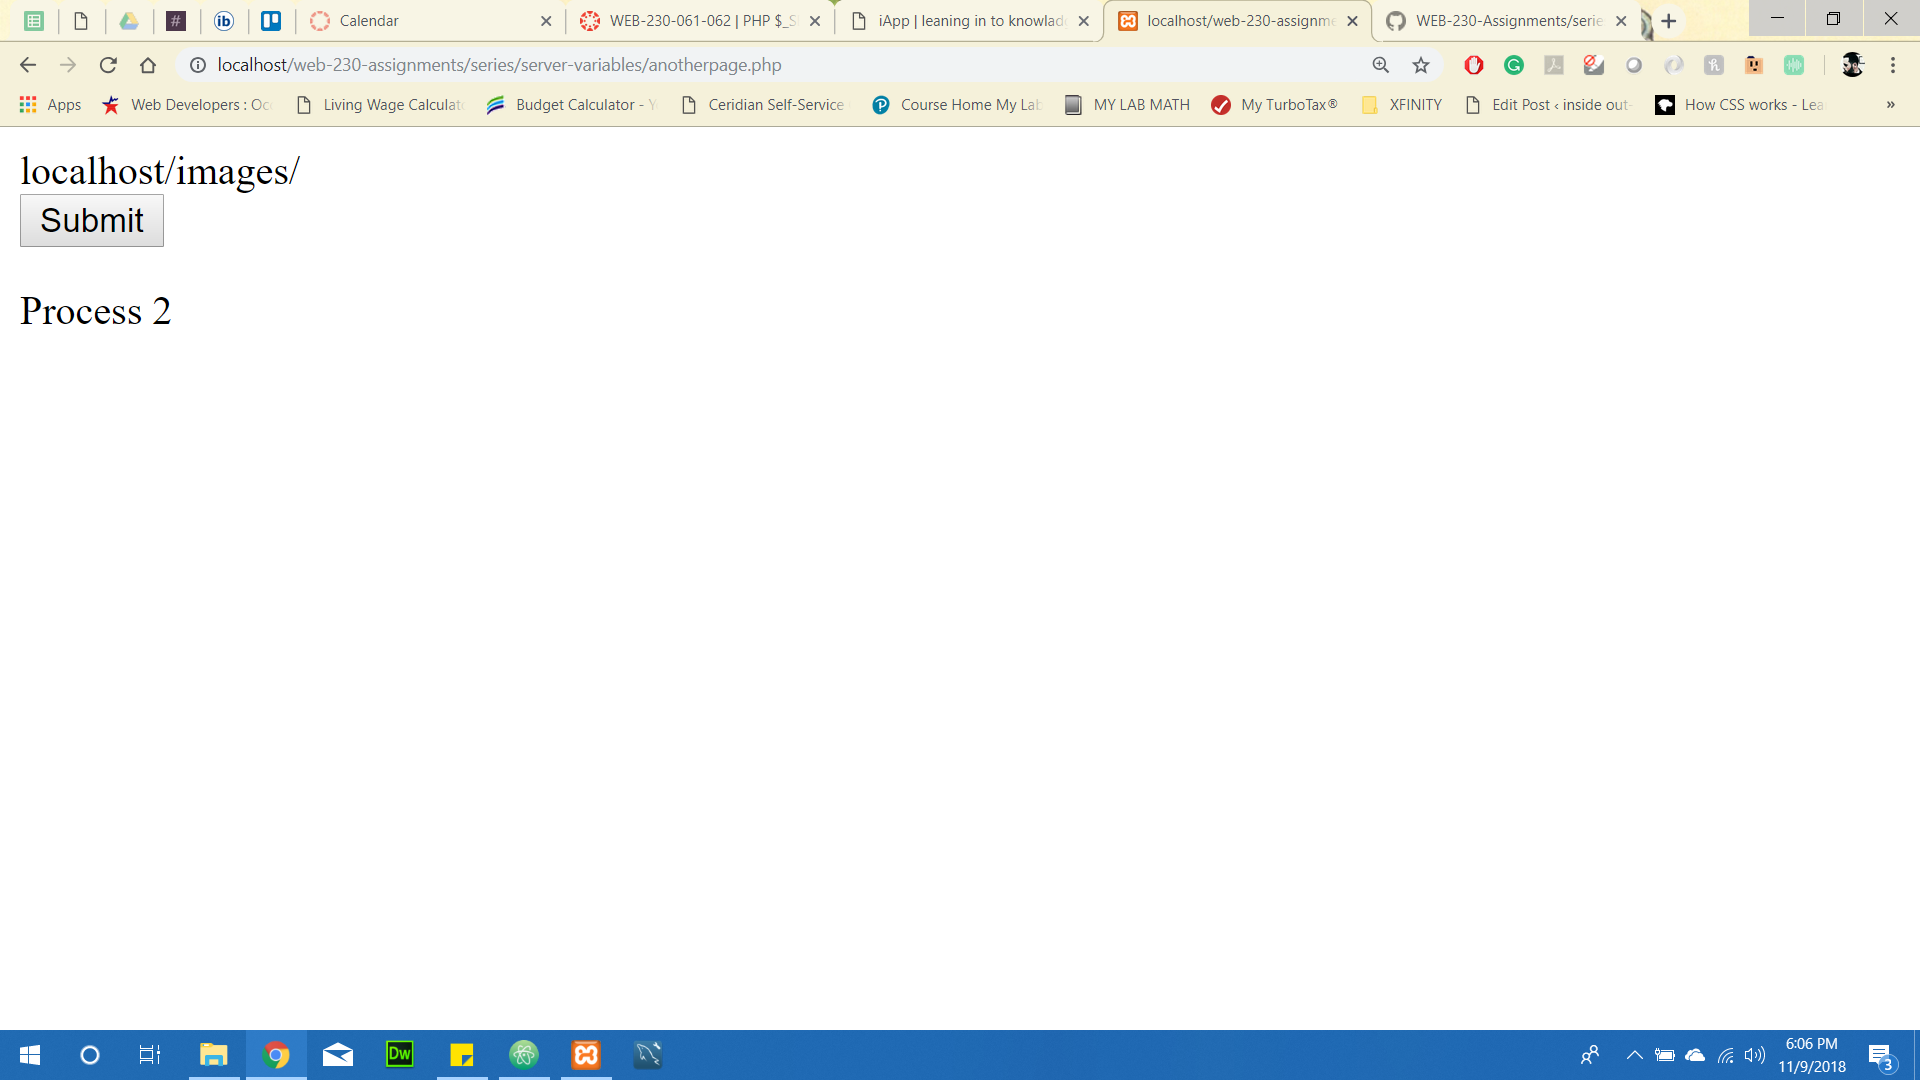 Calendar
WEB-230-061-062 | PHP $_S
iApp | leaning in to knowlad
localhost/web-230-assignme
WEB-230-Assignments/serie
localhost/web-230-assignments/series/server-variables/anotherpage.php
Apps
Web Developers : Oc
Living Wage Calculat
Budget Calculator - Y
Ceridian Self-Service
Course Home My Lab
MY LAB MATH
My TurboTax®
XFINITY
Edit Post ‹ inside out-
How CSS works - Lea
»
localhost/images/
Submit
Process 2
Dw
6:06 PM
11/9/2018
3